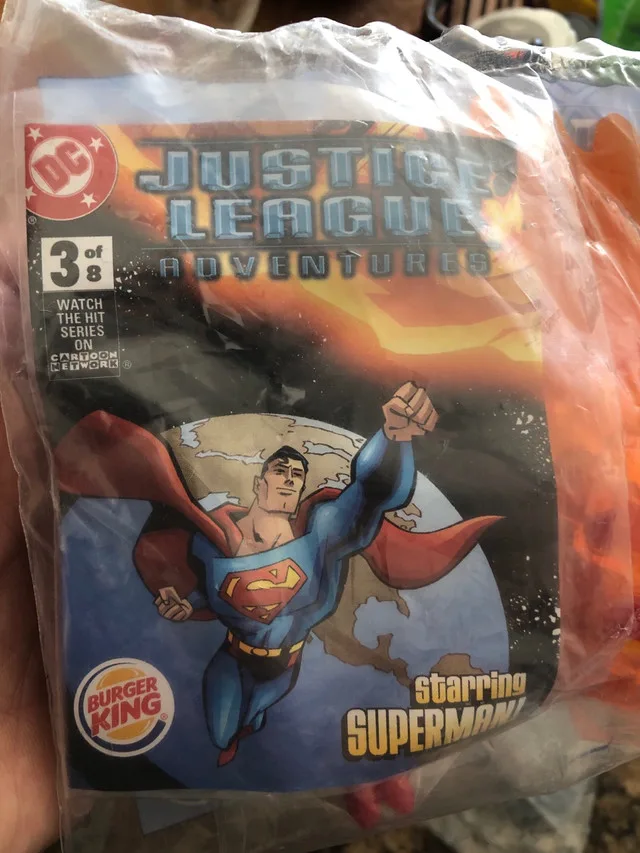 DC
JUSTICE
LEAGUE
ADVENTURES
3 of 8
WATCH
THE HIT
SERIES
ON
CARTOON
NETWORK ®
®
BURGER
KING
®
starring
SUPERMAN!